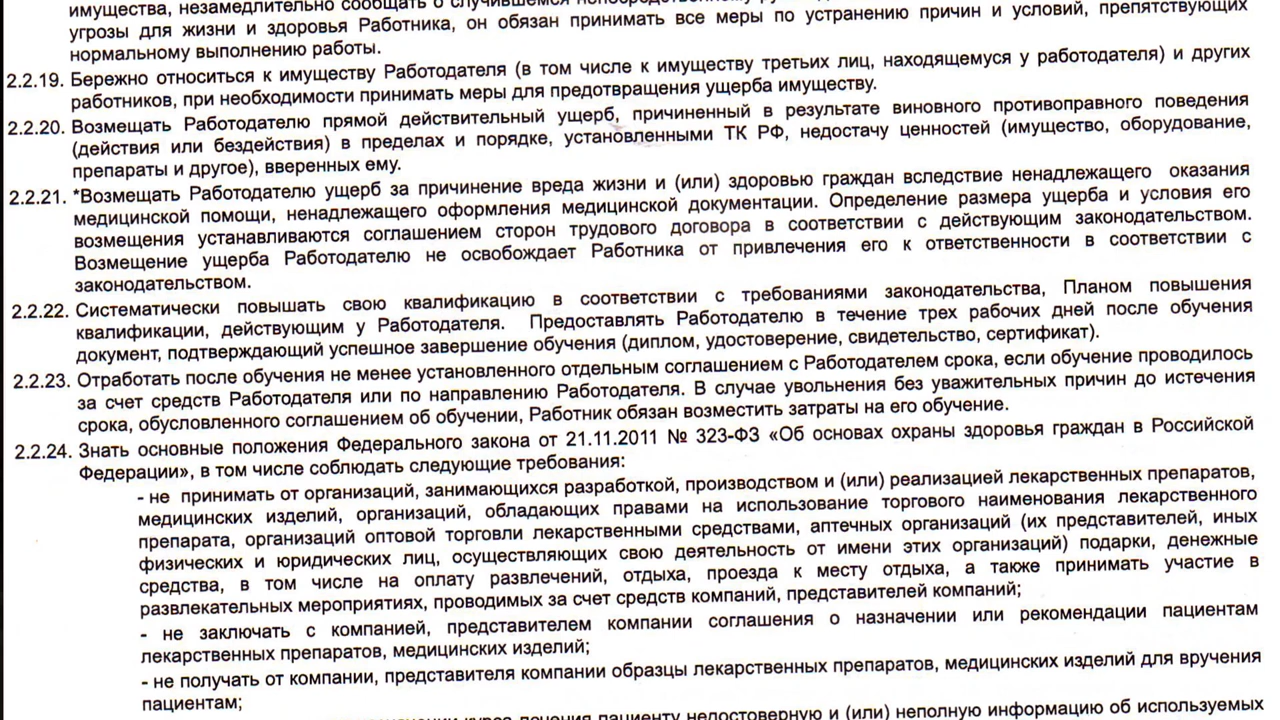 имущества, незамедлительно сообщать о случившемся
угрозы для жизни и здоровья Работника, он обязан принимать все меры по устранению причин и условий, препятствующих
нормальному выполнению работы.
2.2.19. Бережно относиться к имуществу Работодателя (в том числе к имуществу третьих лиц, находящемуся у работодателя) и других
работников, при необходимости принимать меры для предотвращения ущерба имуществу.
2.2.20. Возмещать Работодателю прямой действительный ущерб, причиненный в результате виновного противоправного поведения
(действия или бездействия) в пределах и порядке, установленными ТК РФ, недостачу ценностей (имущество, оборудование,
препараты и другое), вверенных ему.
2.2.21. *Возмещать Работодателю ущерб за причинение вреда жизни и (или) здоровью граждан вследствие ненадлежащего оказания
медицинской помощи, ненадлежащего оформления медицинской документации. Определение размера ущерба и условия его
возмещения устанавливаются соглашением сторон трудового договора в соответствии с действующим законодательством.
Возмещение ущерба Работодателю не освобождает Работника от привлечения его к ответственности в соответствии с
законодательством.
2.2.22. Систематически повышать свою квалификацию в соответствии с требованиями законодательства, Планом повышения
квалификации, действующим у Работодателя. Предоставлять Работодателю в течение трех рабочих дней после обучения
документ, подтверждающий успешное завершение обучения (диплом, удостоверение, свидетельство, сертификат).
2.2.23. Отработать после обучения не менее установленного отдельным соглашением с Работодателем срока, если обучение проводилось
за счет средств Работодателя или по направлению Работодателя. В случае увольнения без уважительных причин до истечения
срока, обусловленного соглашением об обучении, Работник обязан возместить затраты на его обучение.
2.2.24. Знать основные положения Федерального закона от 21.11.2011 № 323-ФЗ «Об основах охраны здоровья граждан в Российской
Федерации», в том числе соблюдать следующие требования:
- не принимать от организаций, занимающихся разработкой, производством и (или) реализацией лекарственных препаратов,
медицинских изделий, организаций, обладающих правами на использование торгового наименования лекарственного
препарата, организаций оптовой торговли лекарственными средствами, аптечных организаций (их представителей, иных
физических и юридических лиц, осуществляющих свою деятельность от имени этих организаций) подарки, денежные
средства, в том числе на оплату развлечений, отдыха, проезда к месту отдыха, а также принимать участие в
развлекательных мероприятиях, проводимых за счет средств компаний, представителей компаний;
- не заключать с компанией, представителем компании соглашения о назначении или рекомендации пациентам
лекарственных препаратов, медицинских изделий;
- не получать от компании, представителя компании образцы лекарственных препаратов, медицинских изделий для вручения
пациентам;
курса лечения пациенту недостоверную и (или) неполную информацию об используемых